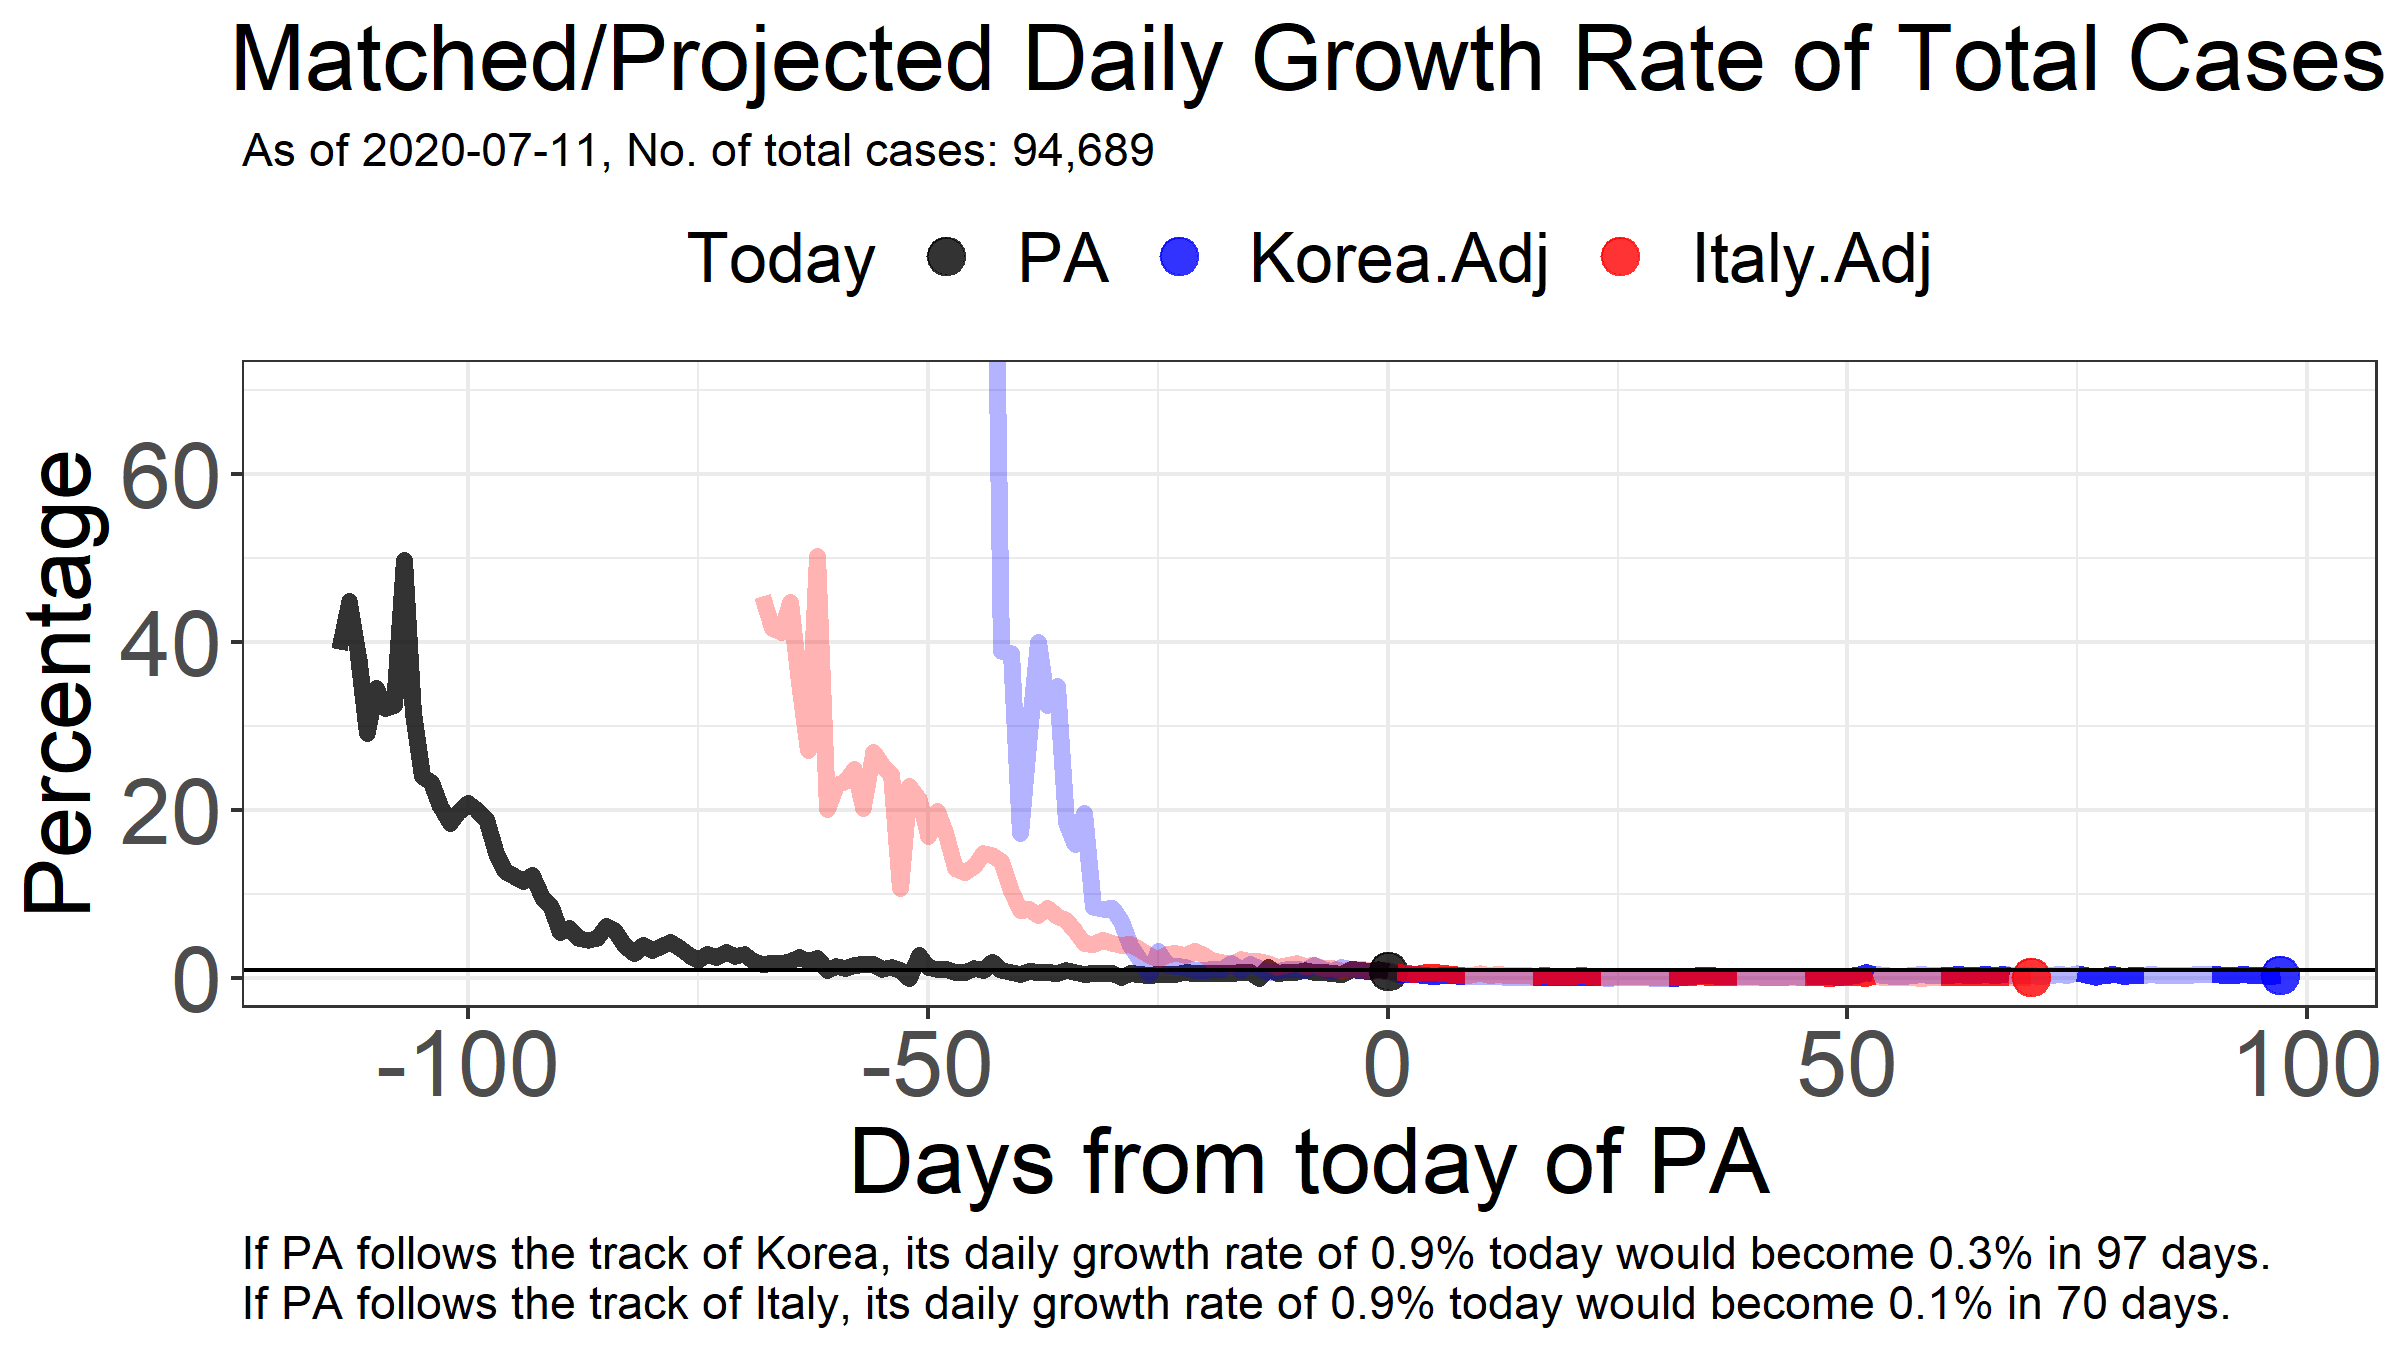 Matched/Projected Daily Growth Rate of Total Cases
As of 2020-07-11, No. of total cases: 94,689
Today PA Korea.Adj Italy.Adj
Percentage
60
40
20
0
-100 -50 0 50 100
Days from today of PA
If PA follows the track of Korea, its daily growth rate of 0.9% today would become 0.3% in 97 days.
If PA follows the track of Italy, its daily growth rate of 0.9% today would become 0.1% in 70 days.